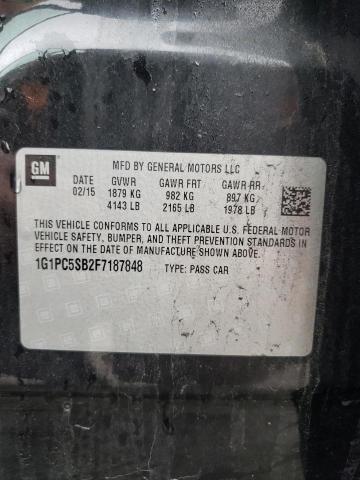 GM
MFD BY GENERAL MOTORS LLC
DATE GVWR GAWR FRT GAWR RR
02/15 1879 KG 982 KG 897 KG
4143 LB 2165 LB 1978 LB
THIS VEHICLE CONFORMS TO ALL APPLICABLE U.S. FEDERAL MOTOR
VEHICLE SAFETY, BUMPER, AND THEFT PREVENTION STANDARDS IN
EFFECT ON THE DATE OF MANUFACTURE SHOWN ABOVE.
1G1PC5SB2F7187848 TYPE: PASS CAR